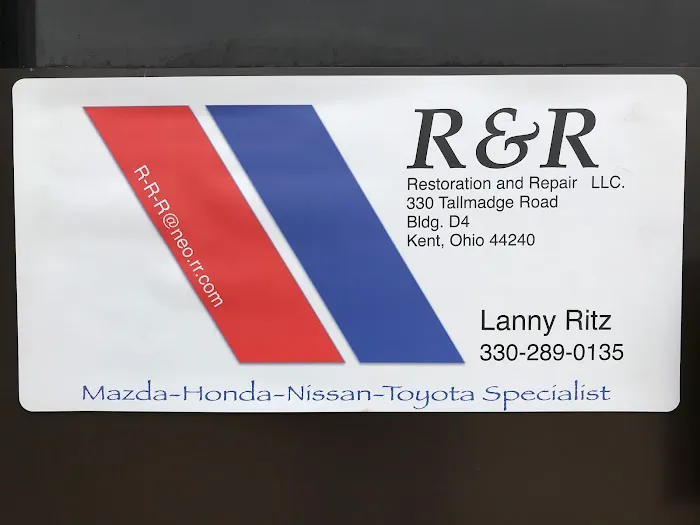 R&R
Restoration and Repair LLC.
330 Tallmadge Road
Bldg. D4
Kent, Ohio 44240
R-R-R@neo.rr.com
Lanny Ritz
330-289-0135
Mazda-Honda-Nissan-Toyota Specialist